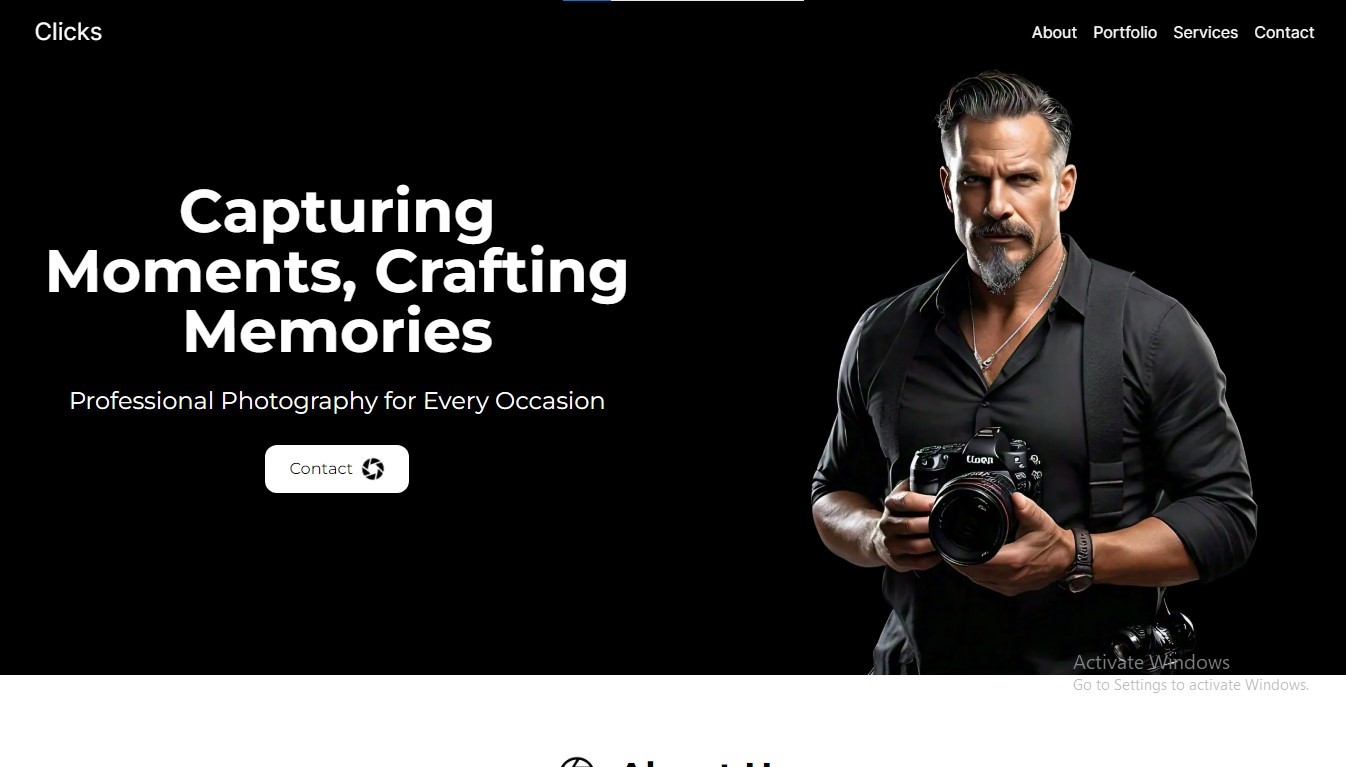 Clicks
About Portfolio Services Contact
Capturing
Moments, Crafting
Memories
Professional Photography for Every Occasion
Contact
Activate Windows
Go to Settings to activate Windows.
About